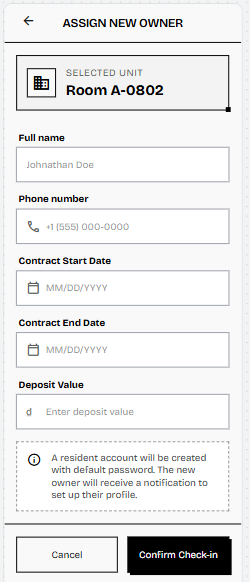 ASSIGN NEW OWNER
SELECTED UNIT
Room A-0802
Full name
Johnathan Doe
Phone number
+1 (555) 000-0000
Contract Start Date
MM/DD/YYYY
Contract End Date
MM/DD/YYYY
Deposit Value
đ Enter deposit value
A resident account will be created
with default password. The new
owner will receive a notification to
set up their profile.
Cancel
Confirm Check-in